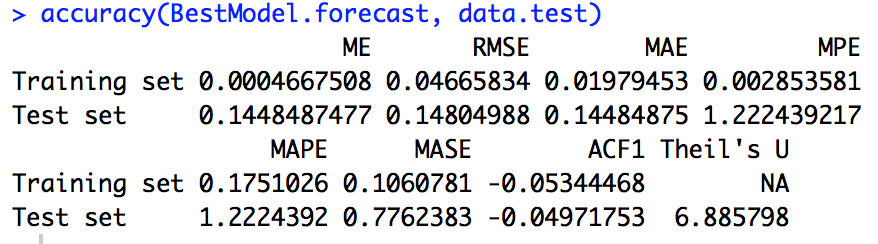 > accuracy(BestModel.forecast, data.test)
ME RMSE MAE MPE
Training set 0.0004667508 0.04665834 0.01979453 0.002853581
Test set 0.1448487477 0.14804988 0.14484875 1.222439217
MAPE MASE ACF1 Theil's U
Training set 0.1751026 0.1060781 -0.05344468 NA
Test set 1.2224392 0.7762383 -0.04971753 6.885798